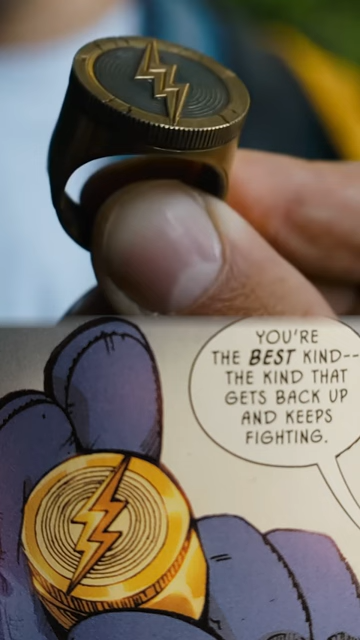 YOU'RE
THE BEST KIND--
THE KIND THAT
GETS BACK UP
AND KEEPS
FIGHTING.